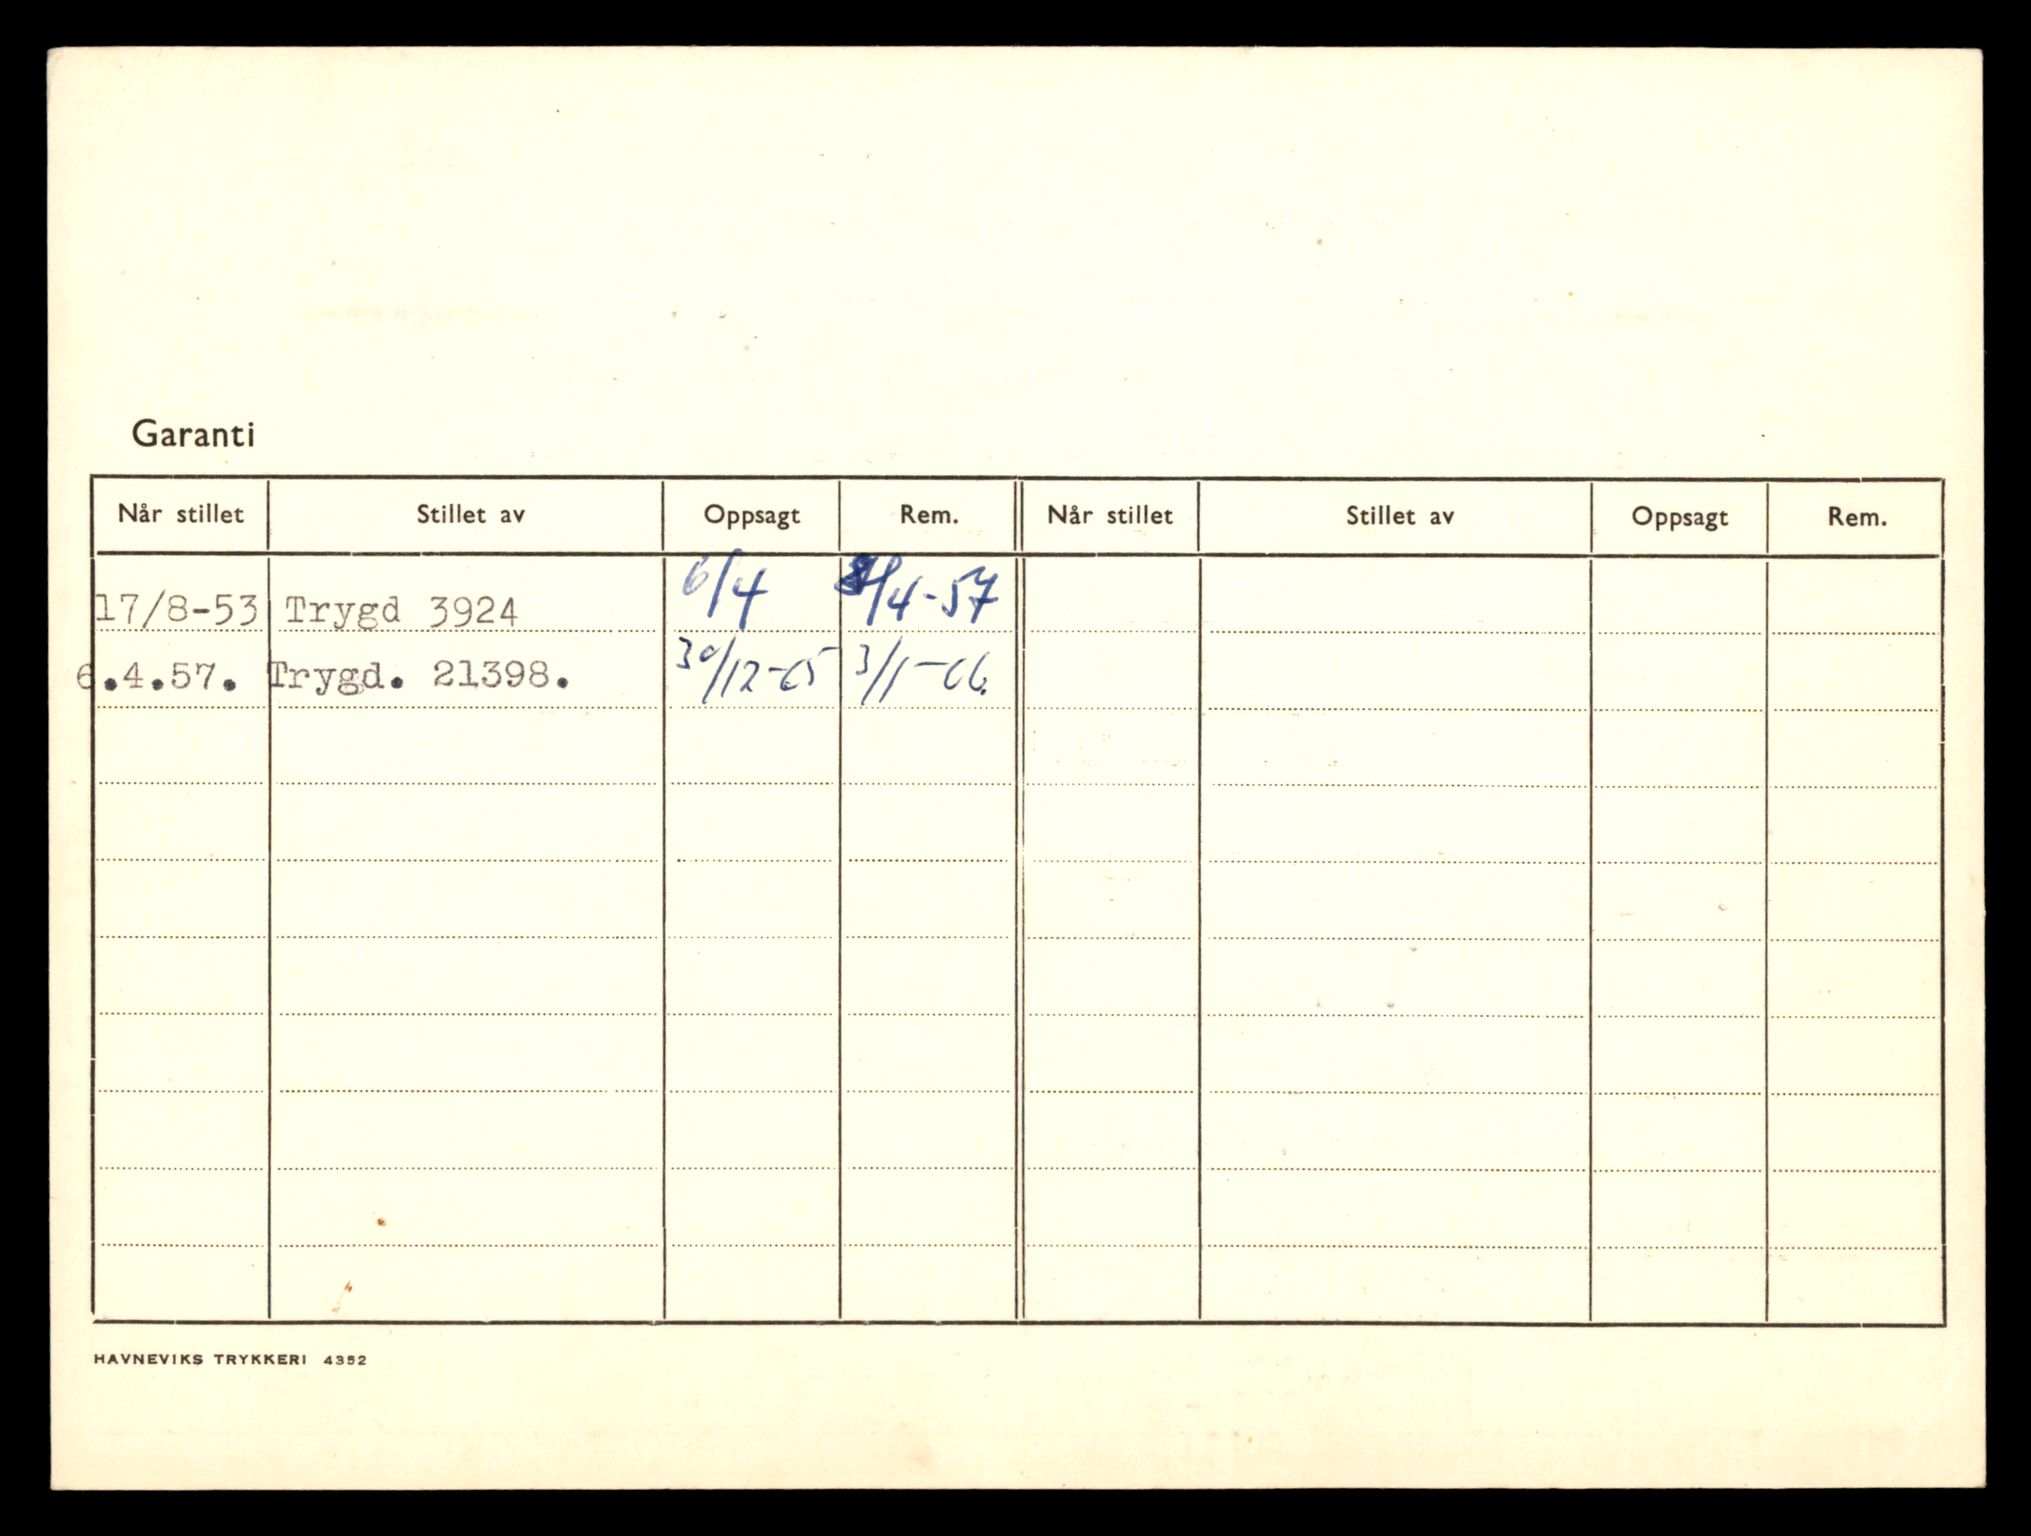 Garanti
Når stillet Stillet av Oppsagt Rem. Når stillet Stillet av Oppsagt Rem.
17/8-53 Trygd 3924 6/4 /4-57
6.4.57. Trygd. 21398. 30/12-65 3/1-66.
HAVNEVIKS TRYKKERI 4352